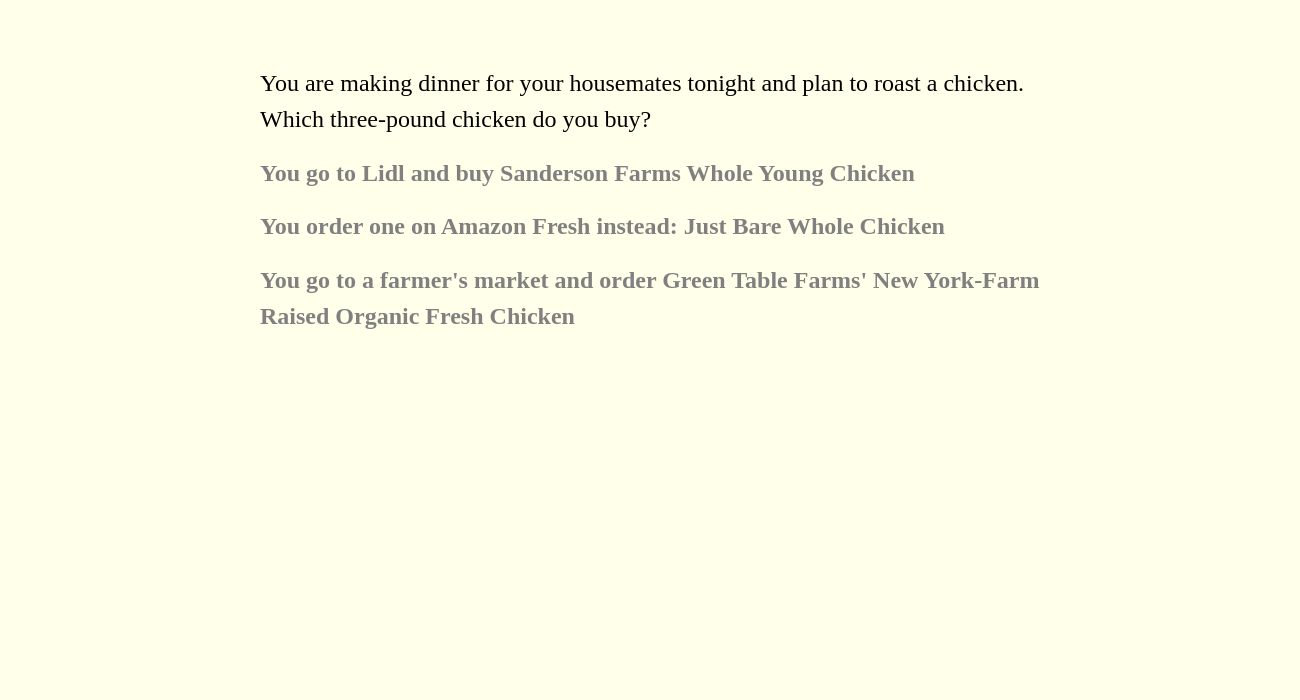 You are making dinner for your housemates tonight and plan to roast a chicken.
Which three-pound chicken do you buy?
You go to Lidl and buy Sanderson Farms Whole Young Chicken
You order one on Amazon Fresh instead: Just Bare Whole Chicken
You go to a farmer's market and order Green Table Farms' New York-Farm
Raised Organic Fresh Chicken